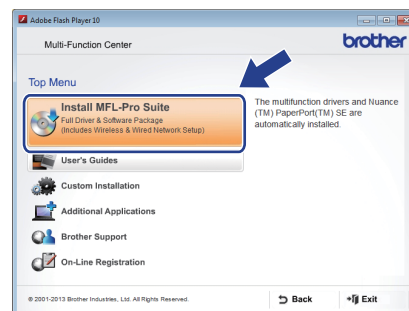 Adobe Flash Player 10
Multi-Function Center
brother
Top Menu
Install MFL-Pro Suite
Full Driver & Software Package
(Includes Wireless & Wired Network Setup)
The multifunction drivers and Nuance
(TM) PaperPort(TM) SE are
automatically installed.
User's Guides
Custom Installation
Additional Applications
Brother Support
On-Line Registration
© 2001-2013 Brother Industries, Ltd. All Rights Reserved.
Back
Exit